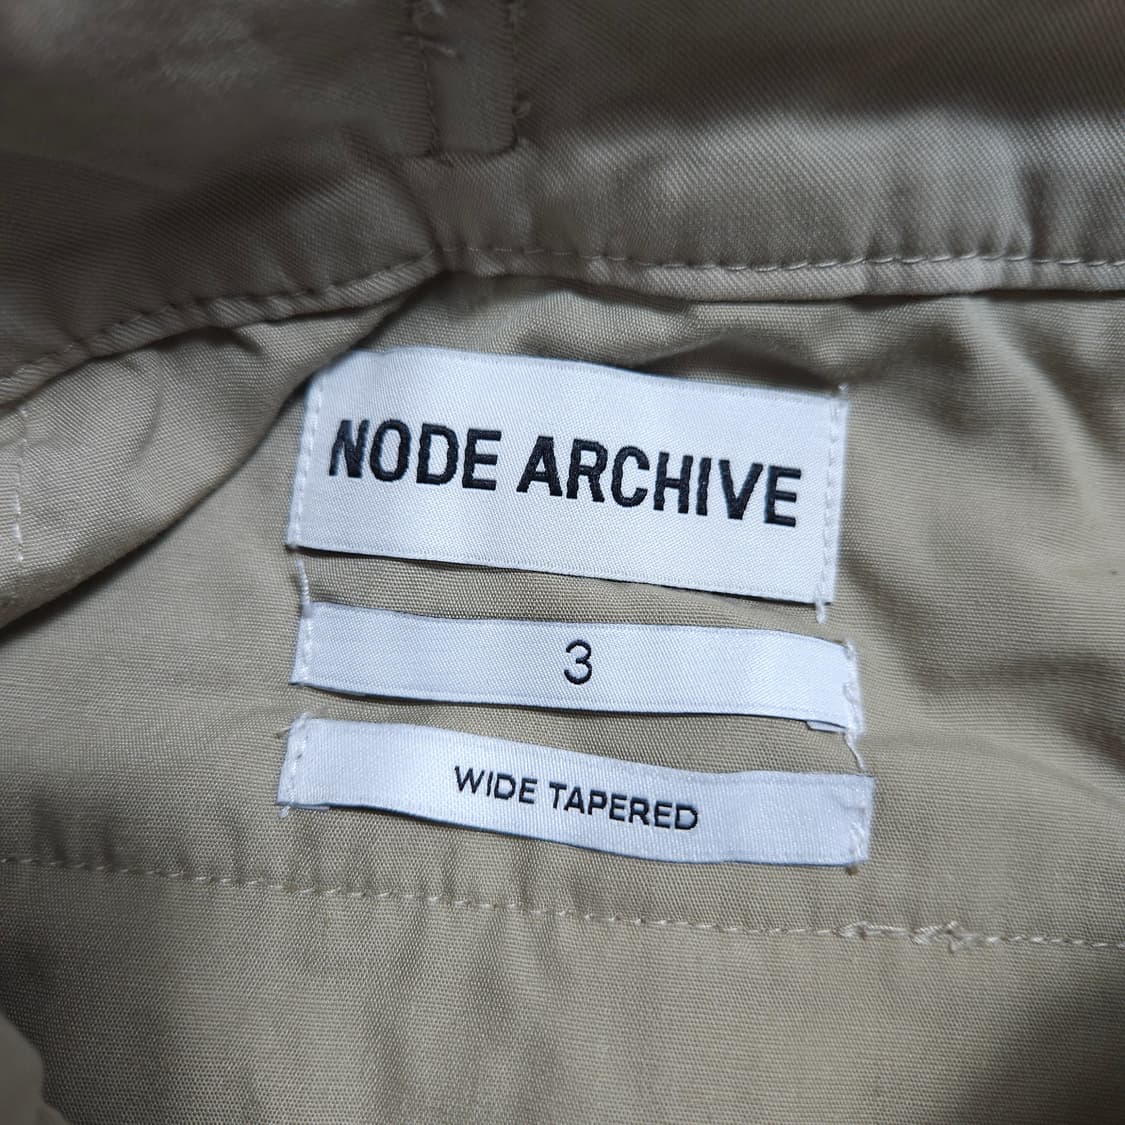 NODE ARCHIVE
3
WIDE TAPERED